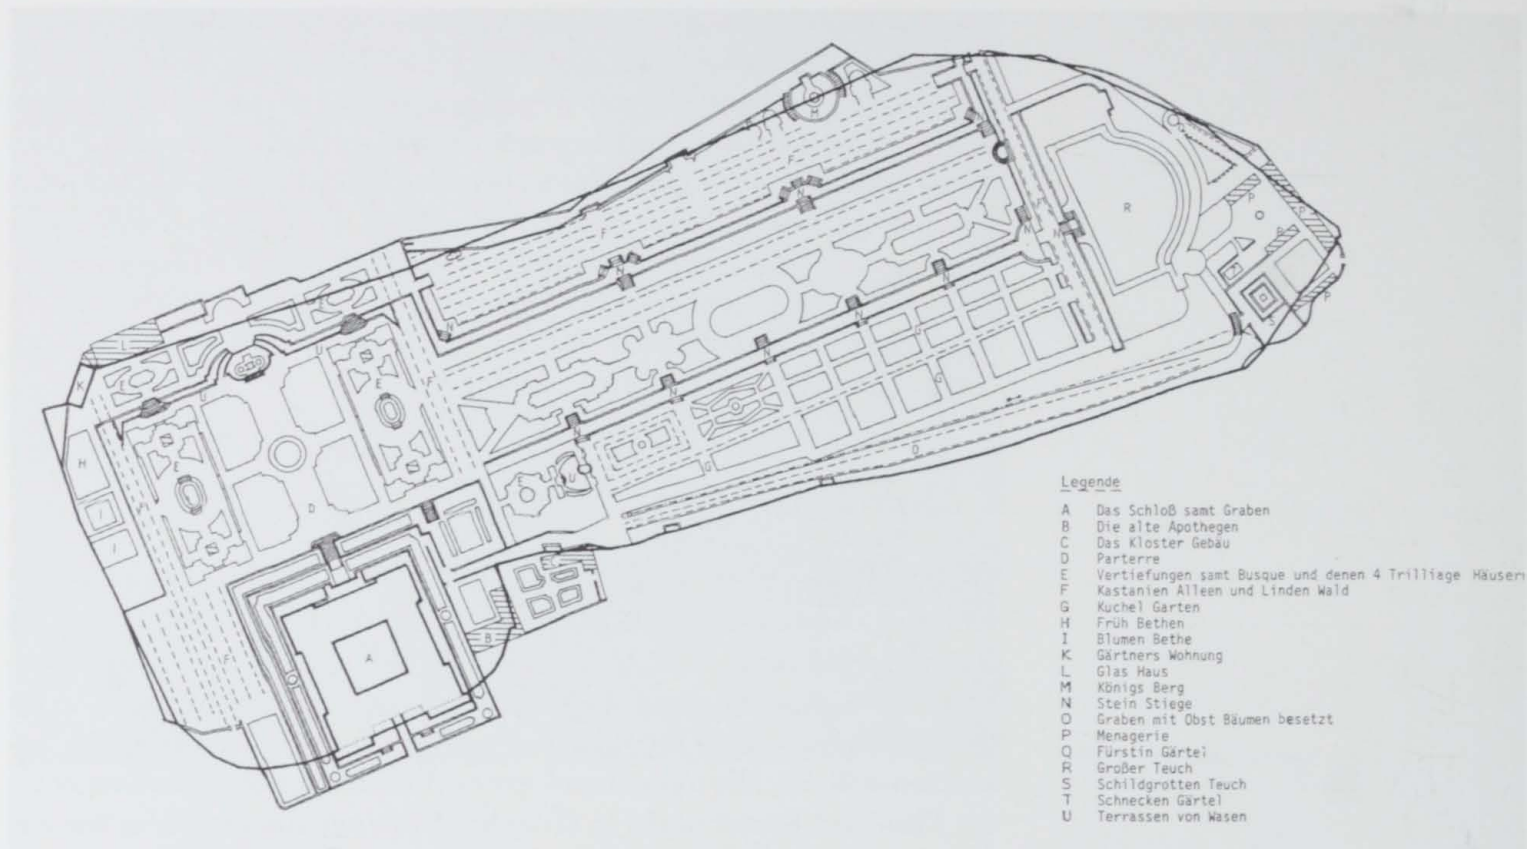 Legende
A Das Schloß samt Graben
B Die alte Apothegen
C Das Kloster Gebäu
D Parterre
E Vertiefungen samt Busque und denen 4 Trilliage Häusern
F Kastanien Alleen und Linden Wald
G Kuchel Garten
H Früh Bethen
I Blumen Bethe
K Gärtners Wohnung
L Glas Haus
M Königs Berg
N Stein Stiege
O Graben mit Obst Bäumen besetzt
P Menagerie
Q Fürstin Gärtel
R Großer Teuch
S Schildgrotten Teuch
T Schnecken Gärtel
U Terrassen von Wasen
H
F
F
N
N
N
R
P
P
P
S
N
N
N
N
N
N
L
K
U
E
F
H
E
I
I
D
G
D
F
A
B